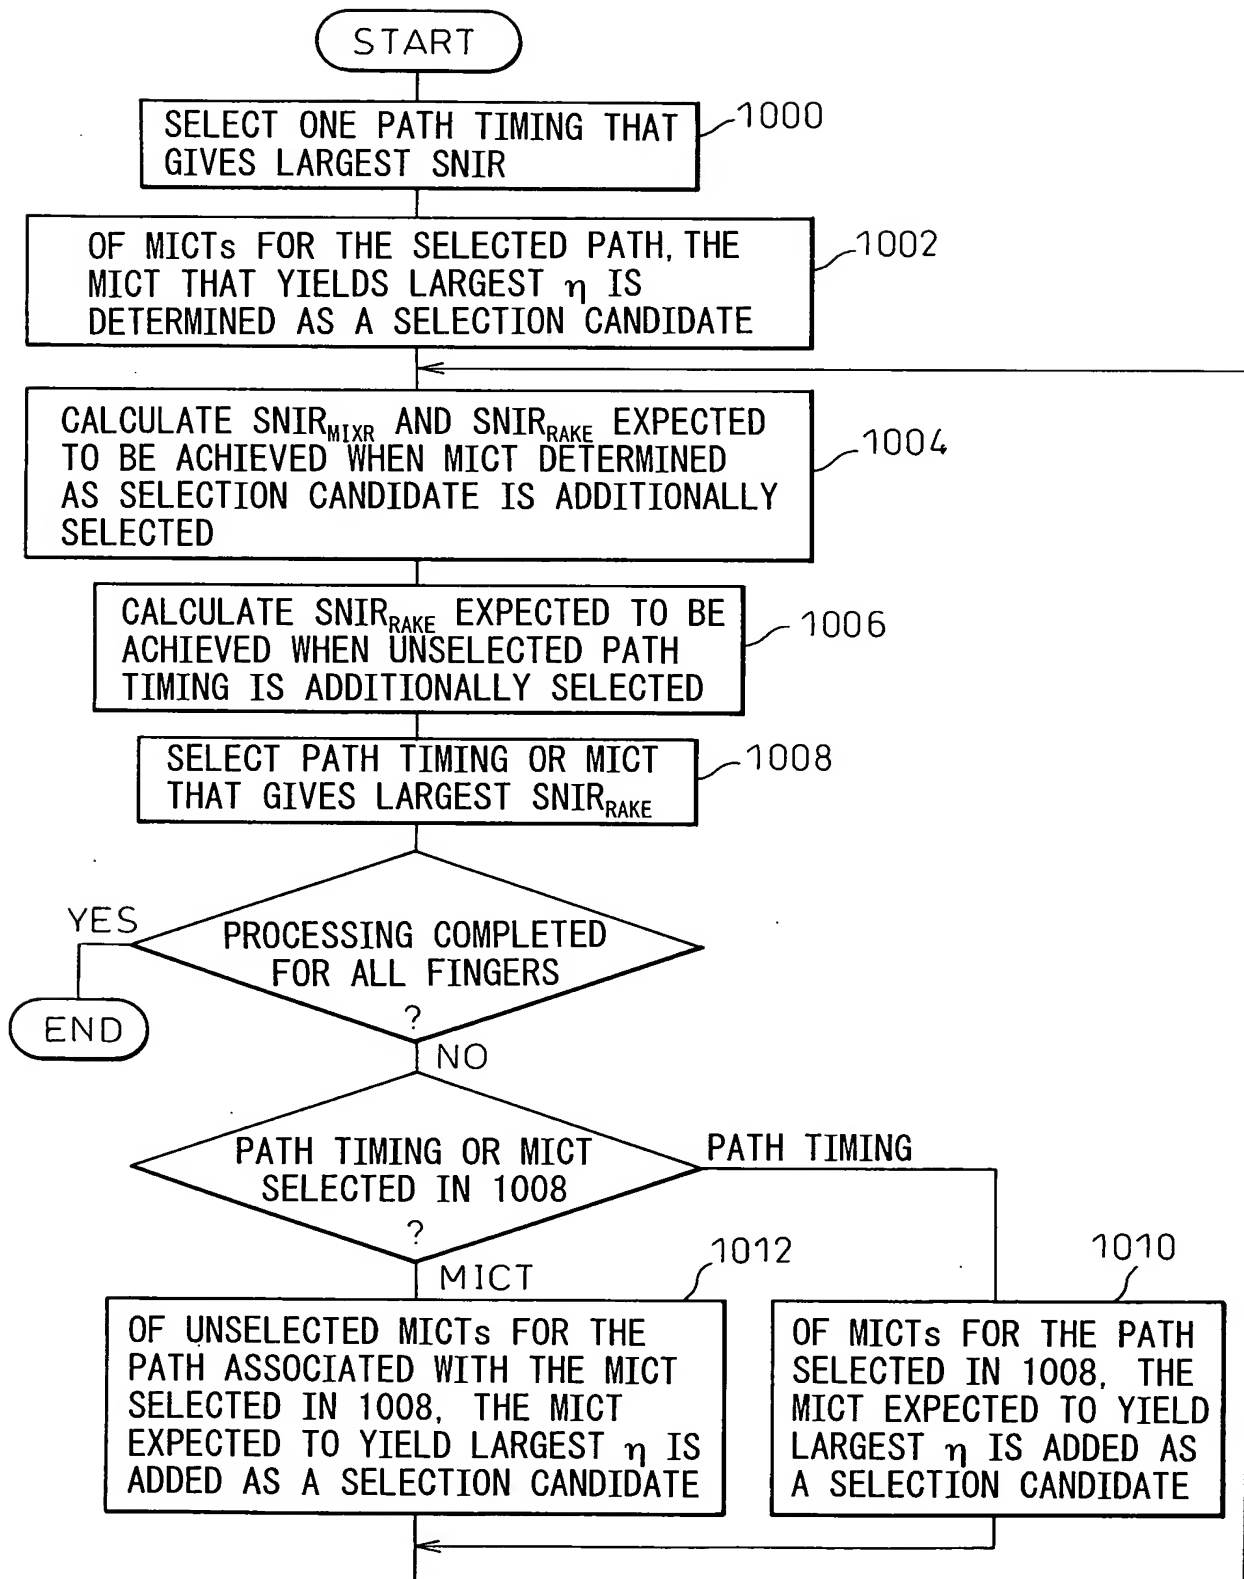 START
SELECT ONE PATH TIMING THAT
GIVES LARGEST SNIR
1000
OF MICTs FOR THE SELECTED PATH, THE
MICT THAT YIELDS LARGEST η IS
DETERMINED AS A SELECTION CANDIDATE
1002
CALCULATE SNIR_MIXR AND SNIR_RAKE EXPECTED
TO BE ACHIEVED WHEN MICT DETERMINED
AS SELECTION CANDIDATE IS ADDITIONALLY
SELECTED
1004
CALCULATE SNIR_RAKE EXPECTED TO BE
ACHIEVED WHEN UNSELECTED PATH
TIMING IS ADDITIONALLY SELECTED
1006
SELECT PATH TIMING OR MICT
THAT GIVES LARGEST SNIR_RAKE
1008
PROCESSING COMPLETED
FOR ALL FINGERS
?
YES
END
NO
PATH TIMING OR MICT
SELECTED IN 1008
?
PATH TIMING
MICT
1012
OF UNSELECTED MICTs FOR THE
PATH ASSOCIATED WITH THE MICT
SELECTED IN 1008, THE MICT
EXPECTED TO YIELD LARGEST η IS
ADDED AS A SELECTION CANDIDATE
1010
OF MICTs FOR THE PATH
SELECTED IN 1008, THE
MICT EXPECTED TO YIELD
LARGEST η IS ADDED AS
A SELECTION CANDIDATE